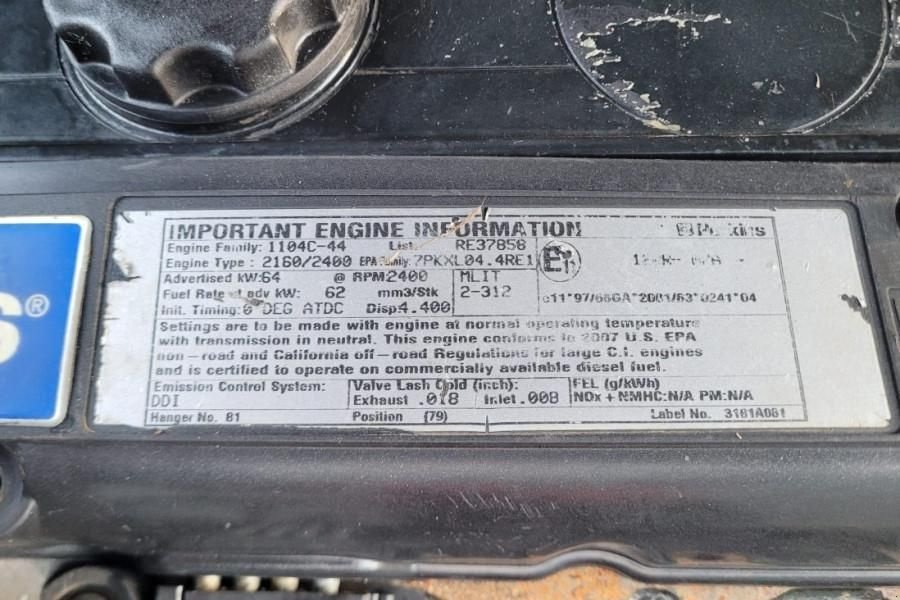 IMPORTANT ENGINE INFORMATION
Perkins
Engine Family: 1104C-44 List: RE37858
Engine Type : 2160/2400 EPA Family: 7PKXL04.4RE1
E11
Advertised kW:64 @ RPM2400 MLIT
Fuel Rate at adv kW: 62 mm3/Stk 2-312
e11*97/68GA*2001/63*0241*04
Init. Timing:0 DEG ATDC Disp4.400
Settings are to be made with engine at normal operating temperature
with transmission in neutral. This engine conforms to 2007 U.S. EPA
non-road and California off-road Regulations for large C.I. engines
and is certified to operate on commercially available diesel fuel.
Emission Control System: Valve Lash Cold (inch): FEL (g/kWh)
DDI Exhaust .018 Inlet .008 NOx + NMHC:N/A PM:N/A
Hanger No. 81 Position (79) Label No. 3181A081
S®